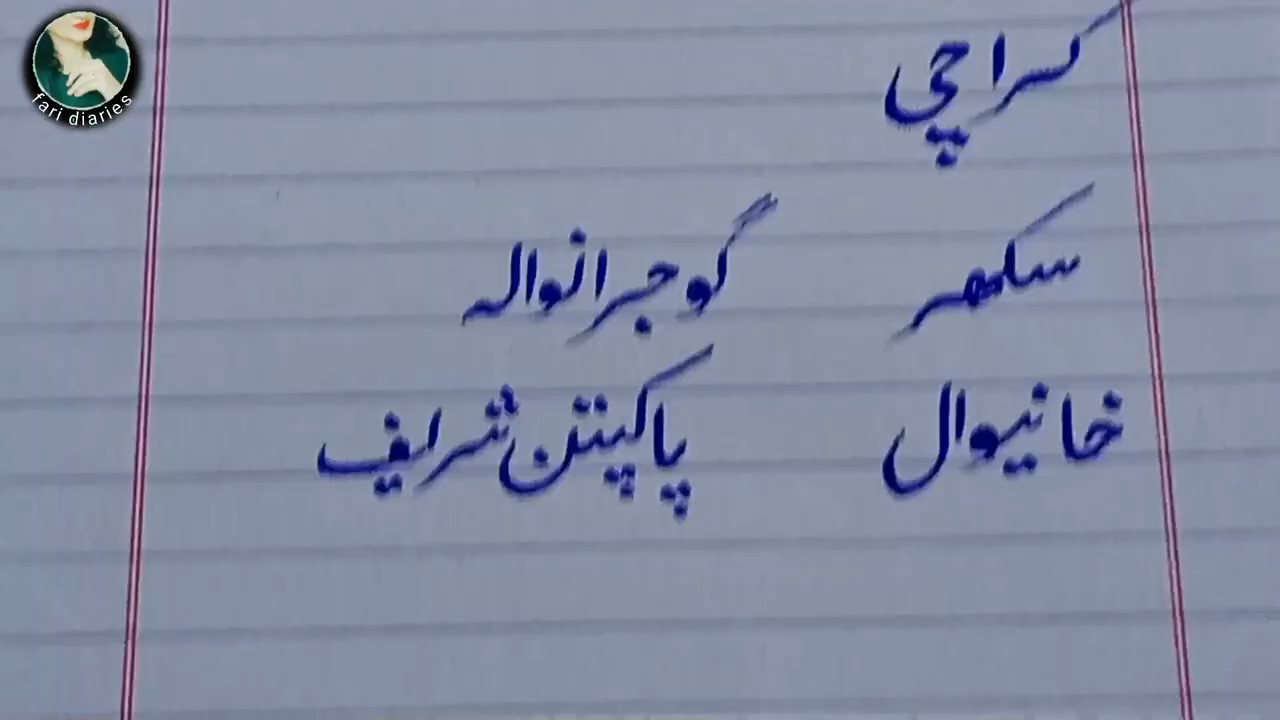 fari diaries
کراچی
سکھر گوجرانوالہ
خانیوال پاکپتن شریف